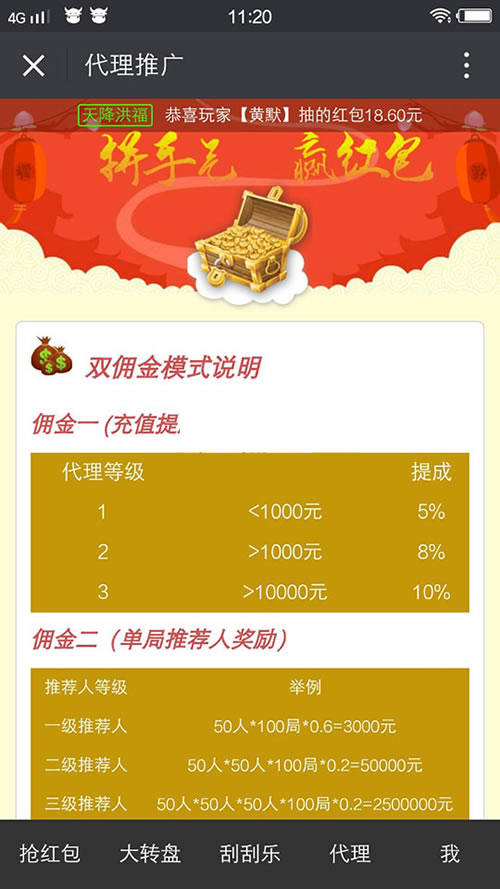 4G 11:20
代理推广
天降洪福 恭喜玩家【黄默】抽的红包18.60元
拼手气 赢红包
双佣金模式说明
佣金一 (充值提
代理等级 提成
1 <1000元 5%
2 >1000元 8%
3 >10000元 10%
佣金二（单局推荐人奖励）
推荐人等级 举例
一级推荐人 50人*100局*0.6=3000元
二级推荐人 50人*50人*100局*0.2=50000元
三级推荐人 50人*50人*50人*100局*0.2=2500000元
抢红包 大转盘 刮刮乐 代理 我